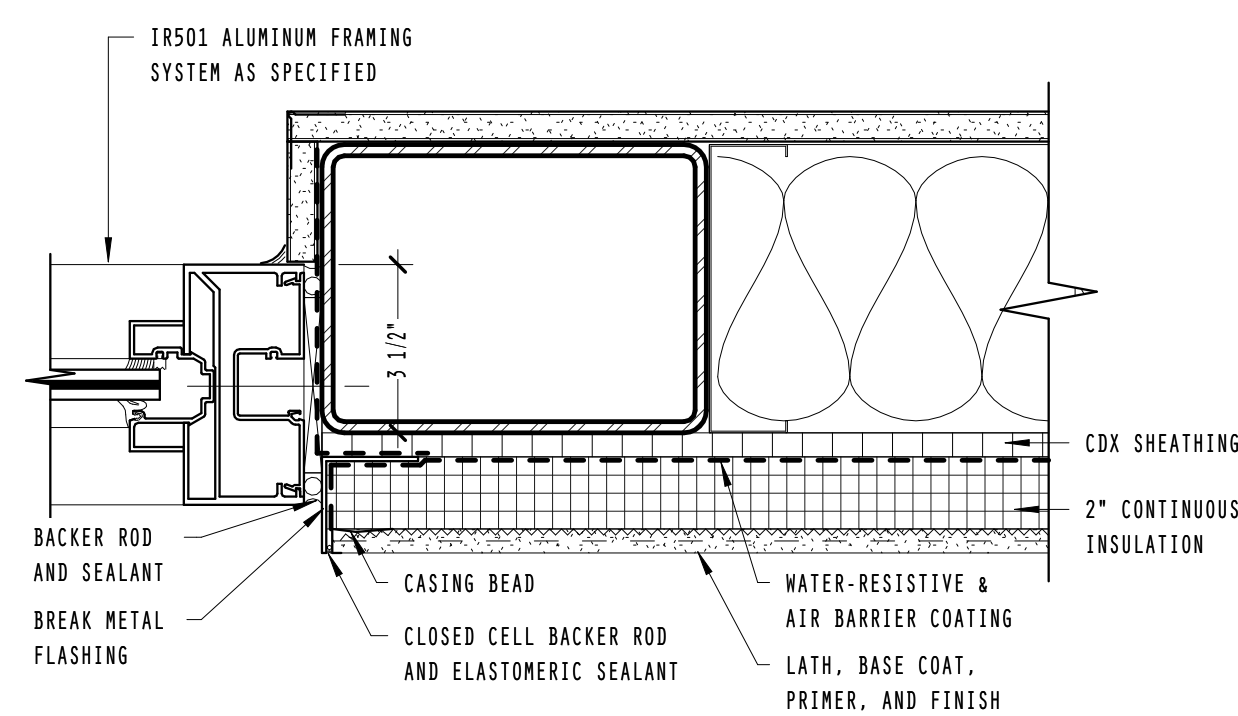 IR501 ALUMINUM FRAMING
SYSTEM AS SPECIFIED
3 1/2"
CDX SHEATHING
2" CONTINUOUS
INSULATION
BACKER ROD
AND SEALANT
BREAK METAL
FLASHING
CASING BEAD
CLOSED CELL BACKER ROD
AND ELASTOMERIC SEALANT
WATER-RESISTIVE &
AIR BARRIER COATING
LATH, BASE COAT,
PRIMER, AND FINISH